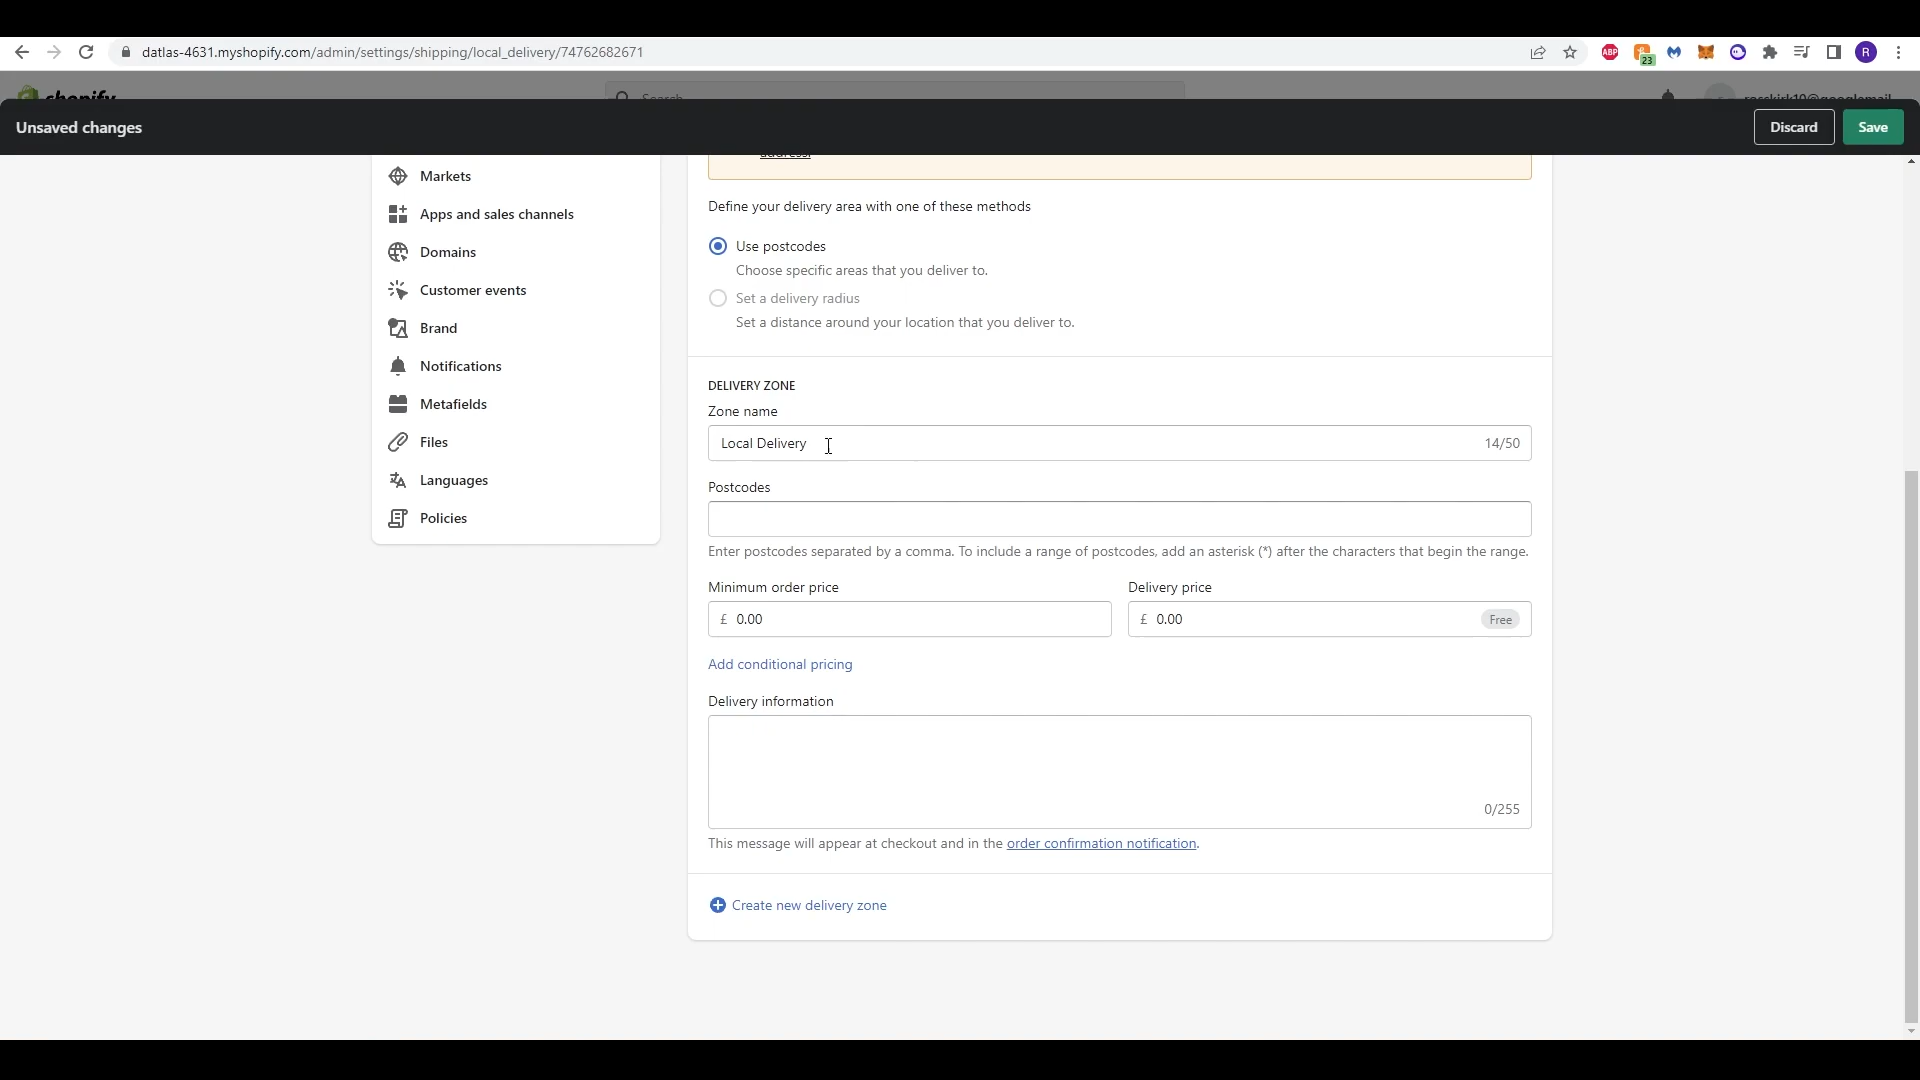 datlas-4631.myshopify.com/admin/settings/shipping/local_delivery/74762682671
ABP
23
R
shopify
Search
Unsaved changes
Discard
Save
address.
Markets
Apps and sales channels
Domains
Customer events
Brand
Notifications
Metafields
Files
Languages
Policies
Define your delivery area with one of these methods
Use postcodes
Choose specific areas that you deliver to.
Set a delivery radius
Set a distance around your location that you deliver to.
DELIVERY ZONE
Zone name
Local Delivery 14/50
Postcodes
Enter postcodes separated by a comma. To include a range of postcodes, add an asterisk (*) after the characters that begin the range.
Minimum order price Delivery price
£ 0.00 £ 0.00 Free
Add conditional pricing
Delivery information
0/255
This message will appear at checkout and in the order confirmation notification.
Create new delivery zone